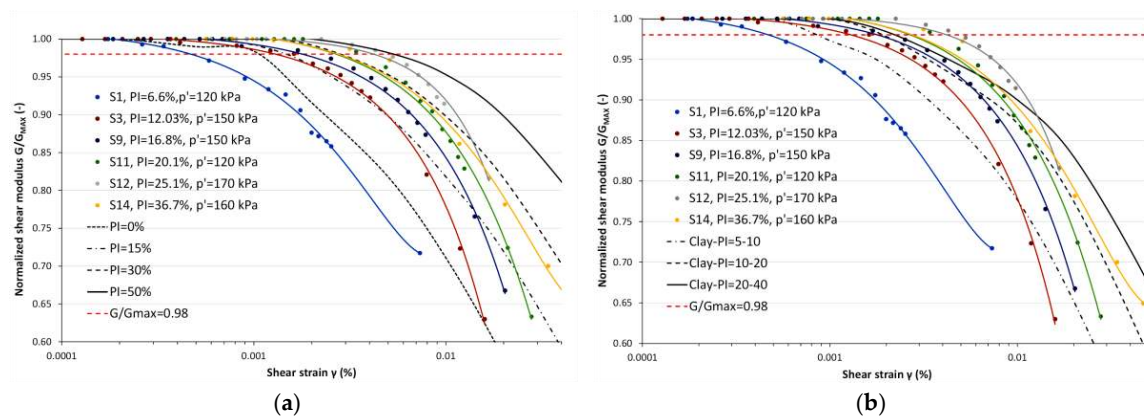 1.00
0.95
0.90
0.85
0.80
0.75
0.70
0.65
0.60
Normalized shear modulus G/GMAX (-)
S1, PI=6.6%,p'=120 kPa
S3, PI=12.03%, p'=150 kPa
S9, PI=16.8%, p'=150 kPa
S11, PI=20.1%, p'=120 kPa
S12, PI=25.1%, p'=170 kPa
S14, PI=36.7%, p'=160 kPa
PI=0%
PI=15%
PI=30%
PI=50%
G/Gmax=0.98
0.0001 0.001 0.01
Shear strain γ (%)
(a)
1.00
0.95
0.90
0.85
0.80
0.75
0.70
0.65
0.60
Normalized shear modulus G/GMAX (-)
S1, PI=6.6%,p'=120 kPa
S3, PI=12.03%, p'=150 kPa
S9, PI=16.8%, p'=150 kPa
S11, PI=20.1%, p'=120 kPa
S12, PI=25.1%, p'=170 kPa
S14, PI=36.7%, p'=160 kPa
Clay-PI=5-10
Clay-PI=10-20
Clay-PI=20-40
G/Gmax=0.98
0.0001 0.001 0.01
Shear strain γ (%)
(b)